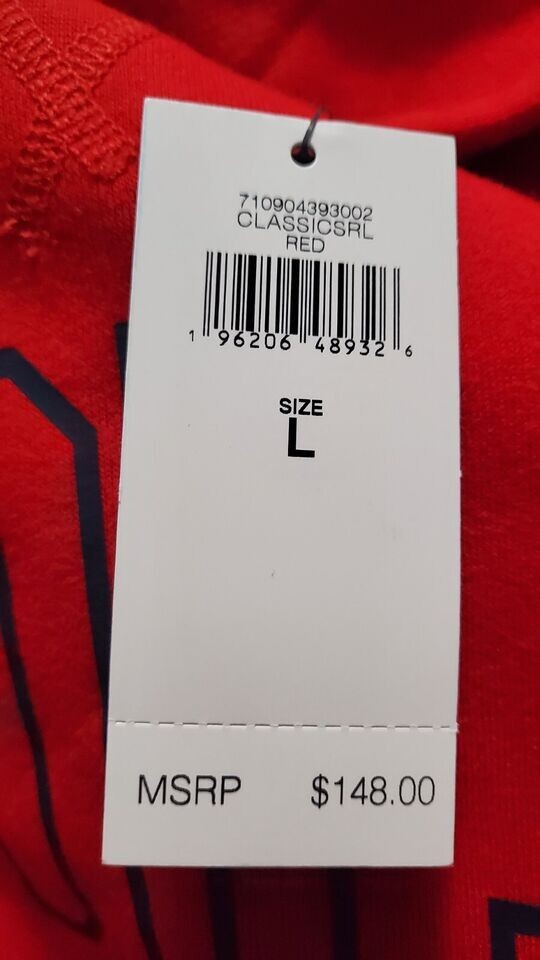 710904393002
CLASSICSRL
RED
1 96206 48932 6
SIZE
L
MSRP $148.00